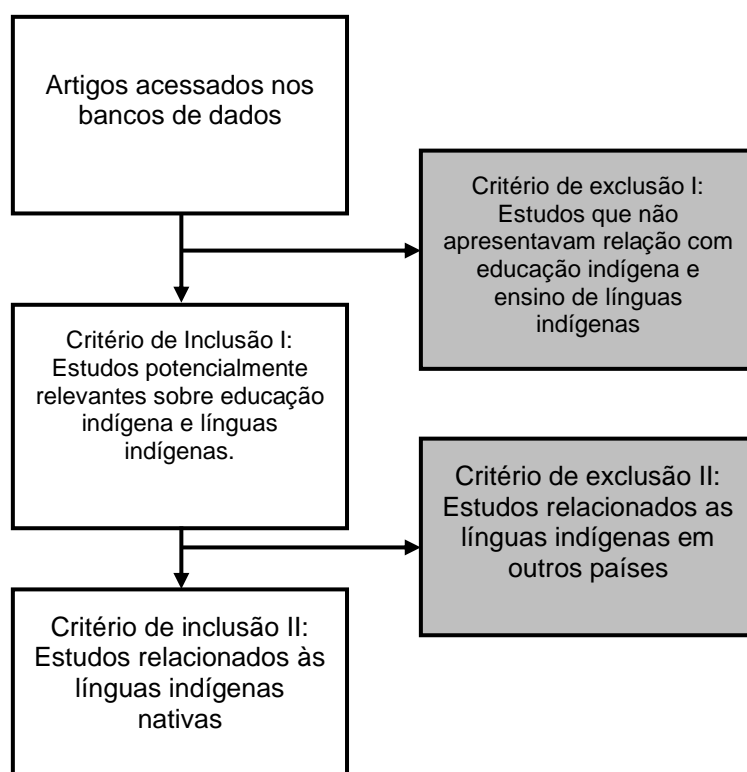 Artigos acessados nos
bancos de dados
Critério de exclusão I:
Estudos que não
apresentavam relação com
educação indígena e
ensino de línguas
indígenas
Critério de Inclusão I:
Estudos potencialmente
relevantes sobre educação
indígena e línguas
indígenas.
Critério de exclusão II:
Estudos relacionados as
línguas indígenas em
outros países
Critério de inclusão II:
Estudos relacionados às
línguas indígenas
nativas